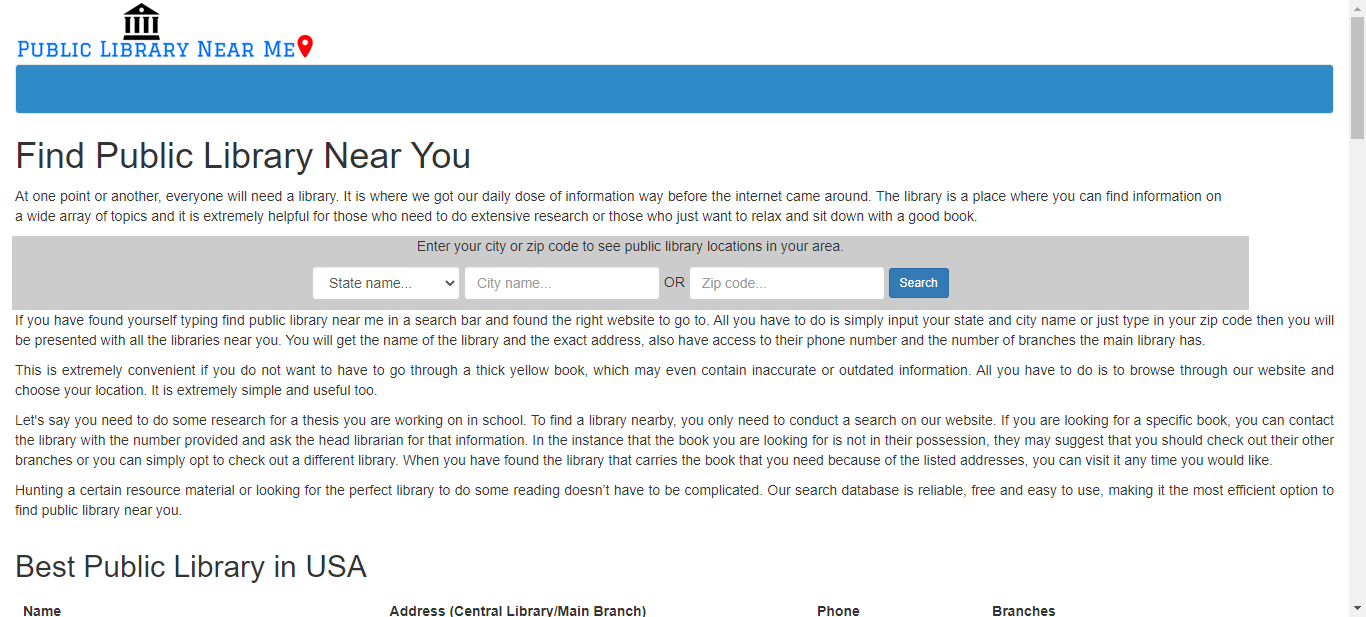 Public Library Near Me
Find Public Library Near You
At one point or another, everyone will need a library. It is where we got our daily dose of information way before the internet came around. The library is a place where you can find information on
a wide array of topics and it is extremely helpful for those who need to do extensive research or those who just want to relax and sit down with a good book.
Enter your city or zip code to see public library locations in your area.
State name... City name... OR Zip code... Search
If you have found yourself typing find public library near me in a search bar and found the right website to go to. All you have to do is simply input your state and city name or just type in your zip code then you will
be presented with all the libraries near you. You will get the name of the library and the exact address, also have access to their phone number and the number of branches the main library has.
This is extremely convenient if you do not want to have to go through a thick yellow book, which may even contain inaccurate or outdated information. All you have to do is to browse through our website and
choose your location. It is extremely simple and useful too.
Let's say you need to do some research for a thesis you are working on in school. To find a library nearby, you only need to conduct a search on our website. If you are looking for a specific book, you can contact
the library with the number provided and ask the head librarian for that information. In the instance that the book you are looking for is not in their possession, they may suggest that you should check out their other
branches or you can simply opt to check out a different library. When you have found the library that carries the book that you need because of the listed addresses, you can visit it any time you would like.
Hunting a certain resource material or looking for the perfect library to do some reading doesn’t have to be complicated. Our search database is reliable, free and easy to use, making it the most efficient option to
find public library near you.
Best Public Library in USA
Name Address (Central Library/Main Branch) Phone Branches